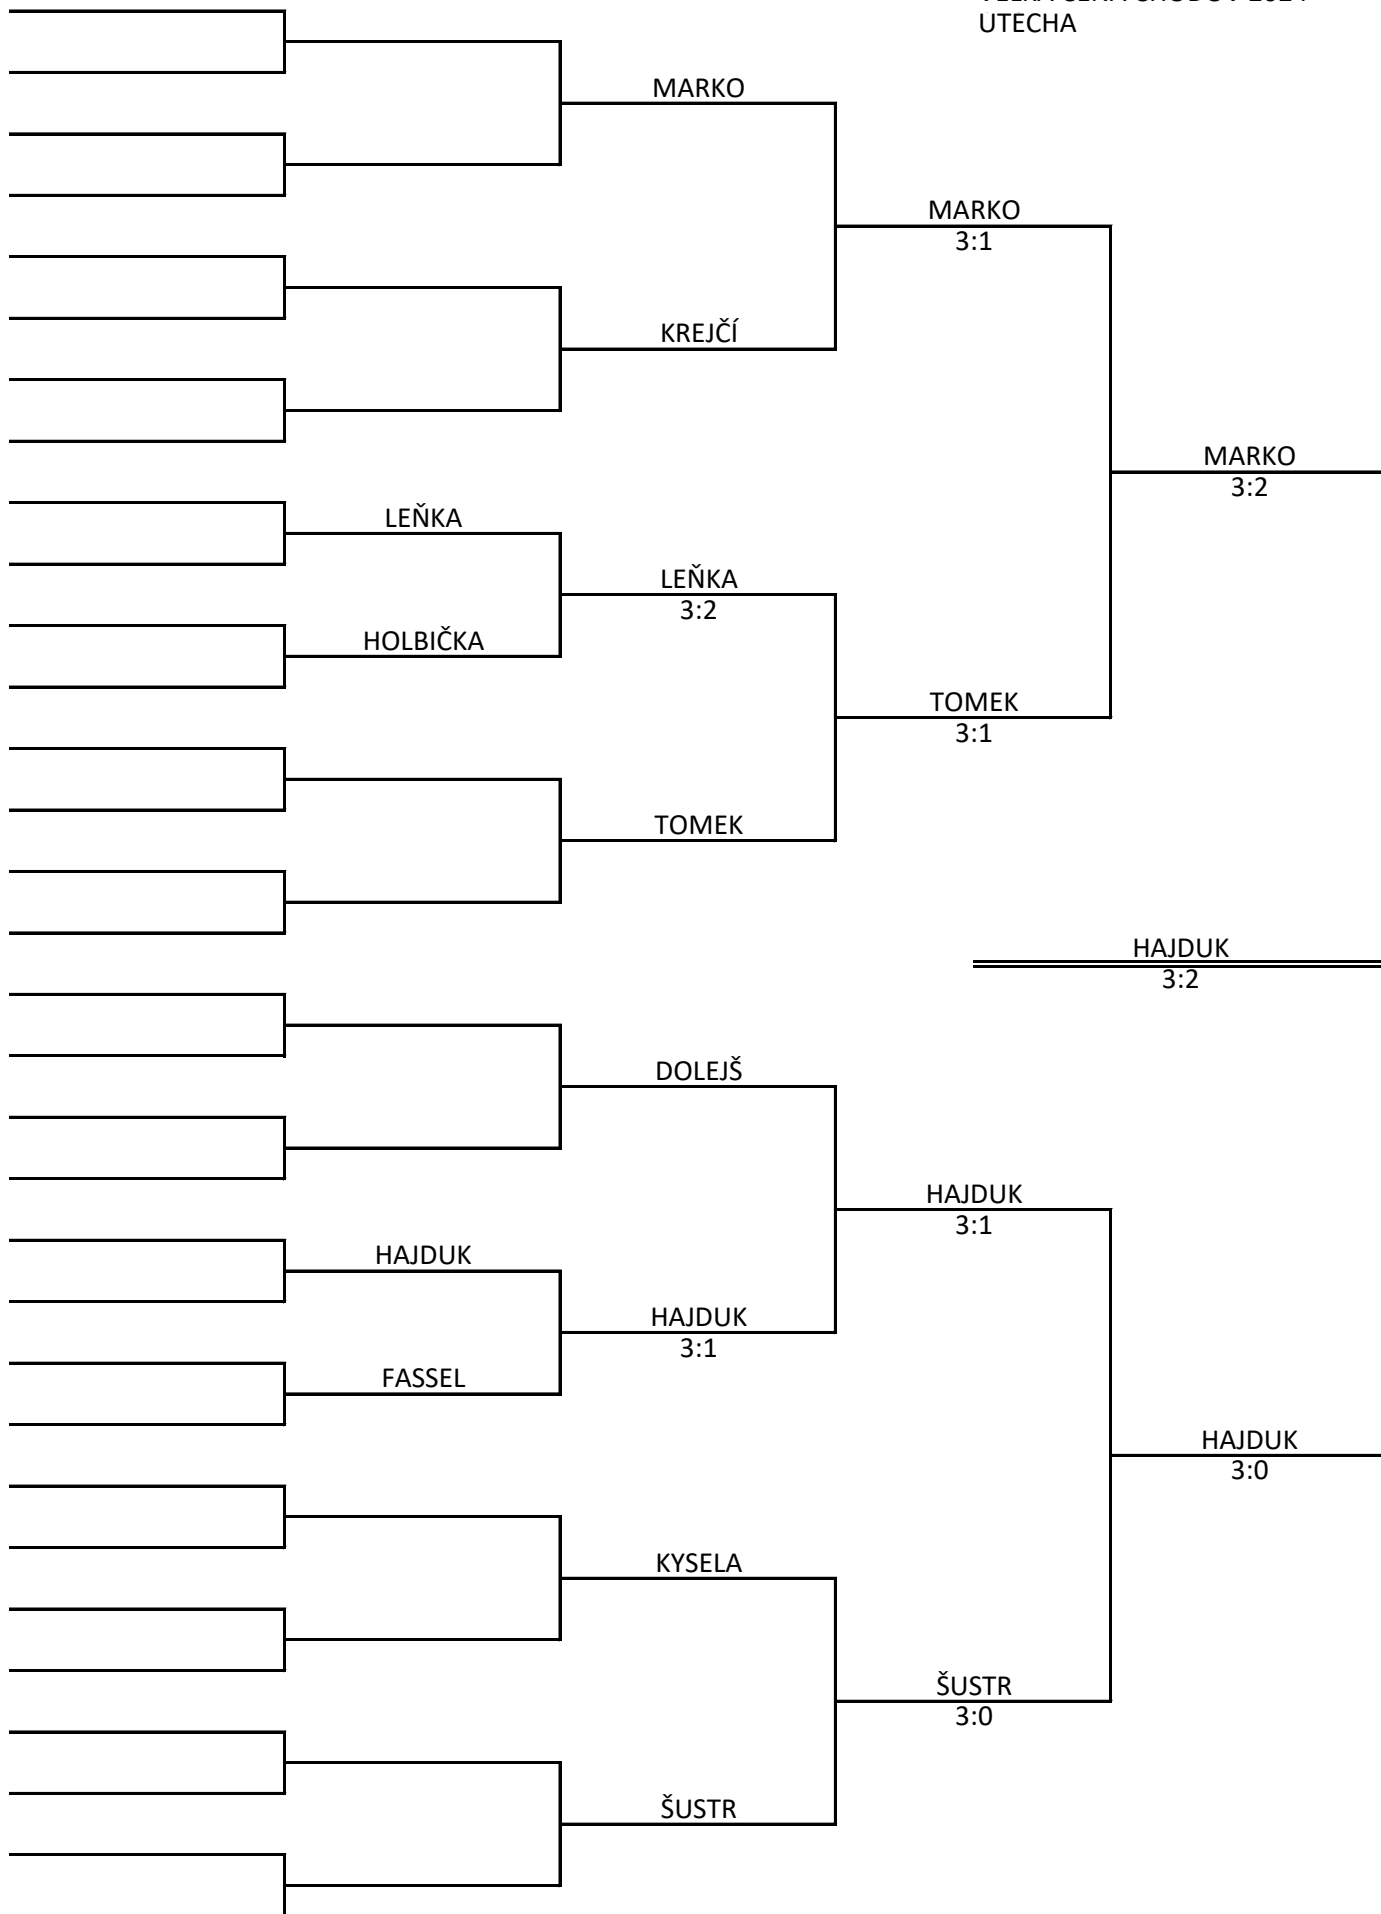 ÚTECHA
MARKO
MARKO
3:1
KREJČÍ
MARKO
3:2
LEŇKA
LEŇKA
3:2
HOLBIČKA
TOMEK
3:1
TOMEK
HAJDUK
3:2
DOLEJŠ
HAJDUK
3:1
HAJDUK
HAJDUK
3:1
FASSEL
HAJDUK
3:0
KYSELA
ŠUSTR
3:0
ŠUSTR